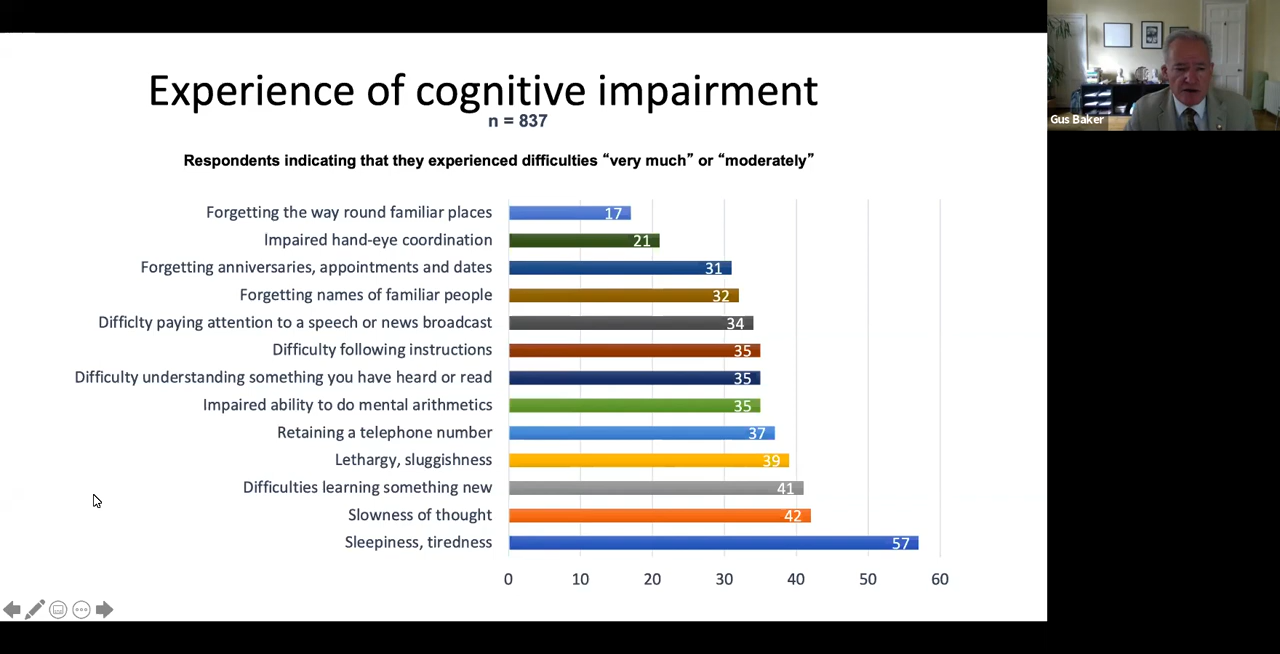 Experience of cognitive impairment
n = 837
Respondents indicating that they experienced difficulties “very much” or “moderately”
Forgetting the way round familiar places 17
Impaired hand-eye coordination 21
Forgetting anniversaries, appointments and dates 31
Forgetting names of familiar people 32
Difficlty paying attention to a speech or news broadcast 34
Difficulty following instructions 35
Difficulty understanding something you have heard or read 35
Impaired ability to do mental arithmetics 35
Retaining a telephone number 37
Lethargy, sluggishness 39
Difficulties learning something new 41
Slowness of thought 42
Sleepiness, tiredness 57
0 10 20 30 40 50 60
Gus Baker